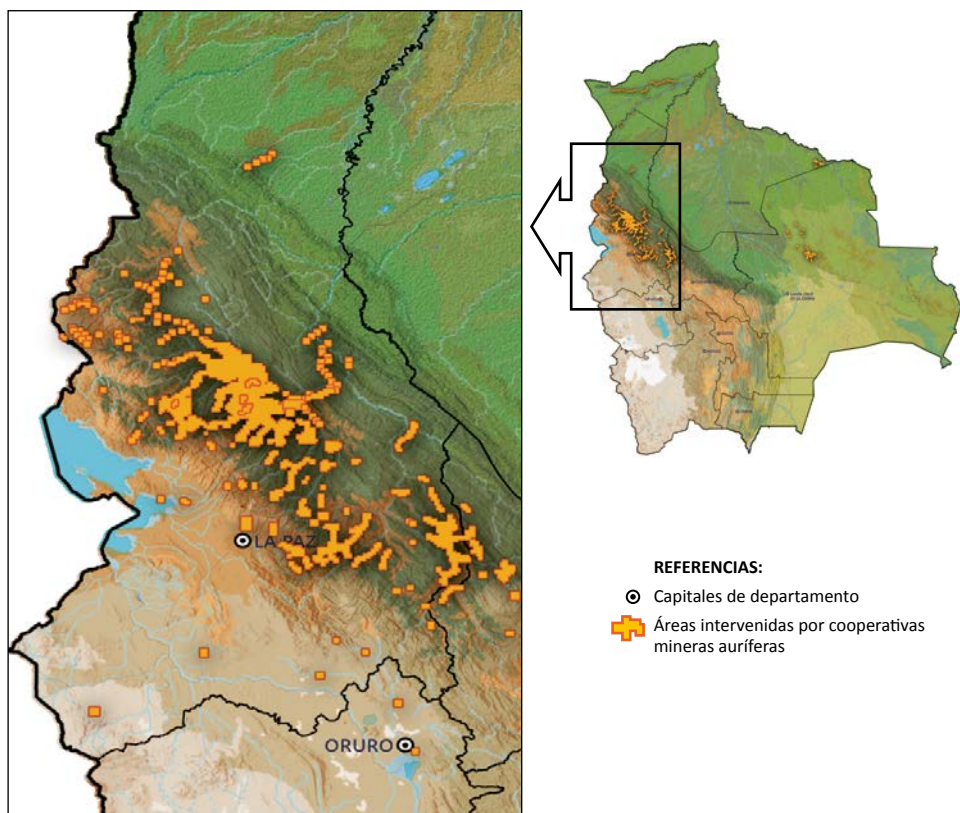 LA PAZ
ORURO
REFERENCIAS:
Capitales de departamento
Áreas intervenidas por cooperativas
mineras auríferas